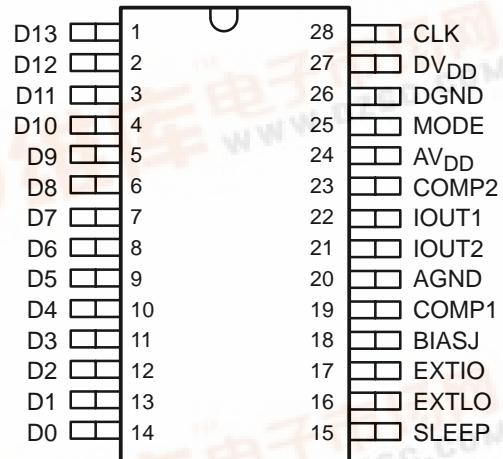 D13 1 28 CLK
D12 2 27 DVDD
D11 3 26 DGND
D10 4 25 MODE
D9 5 24 AVDD
D8 6 23 COMP2
D7 7 22 IOUT1
D6 8 21 IOUT2
D5 9 20 AGND
D4 10 19 COMP1
D3 11 18 BIASJ
D2 12 17 EXTIO
D1 13 16 EXTLO
D0 14 15 SLEEP